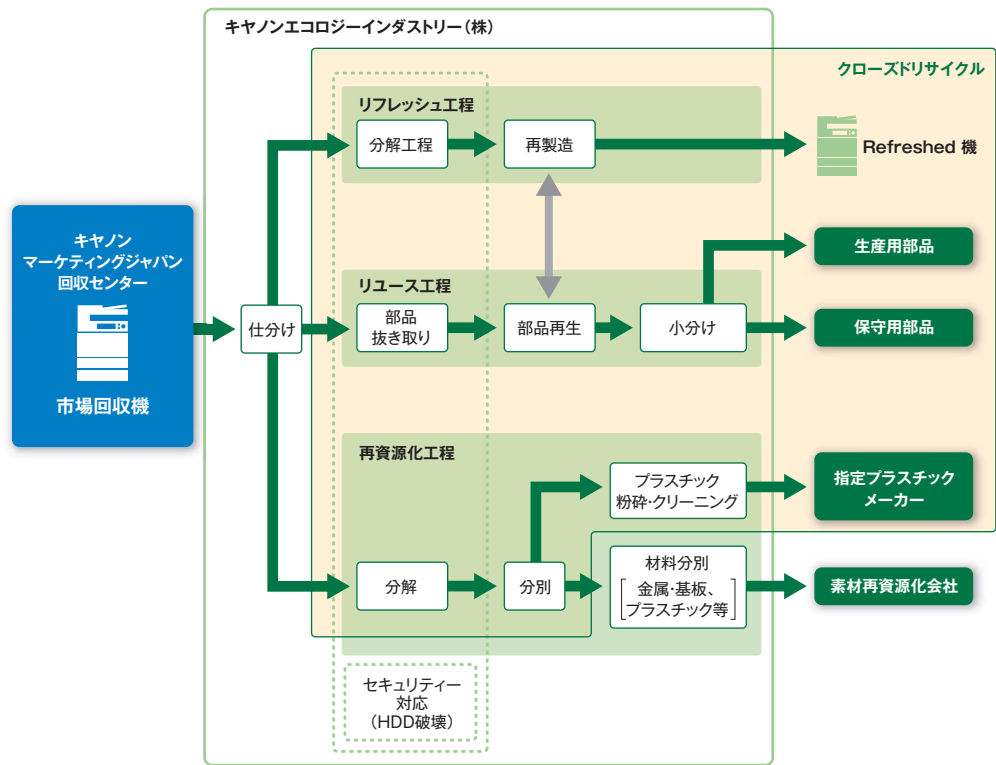 キヤノンエコロジーインダストリー（株）
クローズドリサイクル
リフレッシュ工程
分解工程
再製造
Refreshed 機
キヤノン
マーケティングジャパン
回収センター
市場回収機
仕分け
リユース工程
部品
抜き取り
部品再生
小分け
生産用部品
保守用部品
再資源化工程
プラスチック
粉砕・クリーニング
指定プラスチック
メーカー
分解
分別
材料分別
金属・基板、
プラスチック等
素材再資源化会社
セキュリティー
対応
（HDD破壊）